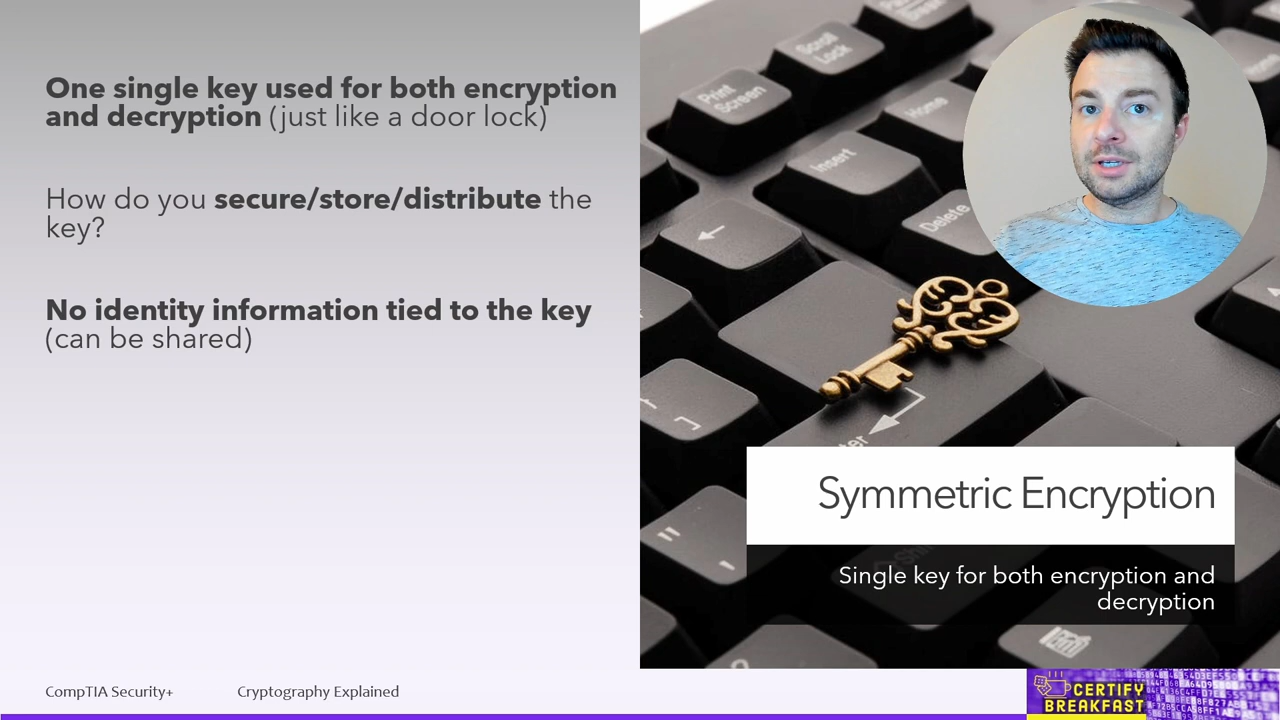 One single key used for both encryption
and decryption (just like a door lock)
How do you secure/store/distribute the
key?
No identity information tied to the key
(can be shared)
Print
Screen
Scroll
Lock
Break
Home
Insert
Delete
Symmetric Encryption
Single key for both encryption and
decryption
CompTIA Security+
Cryptography Explained
CERTIFY
BREAKFAST